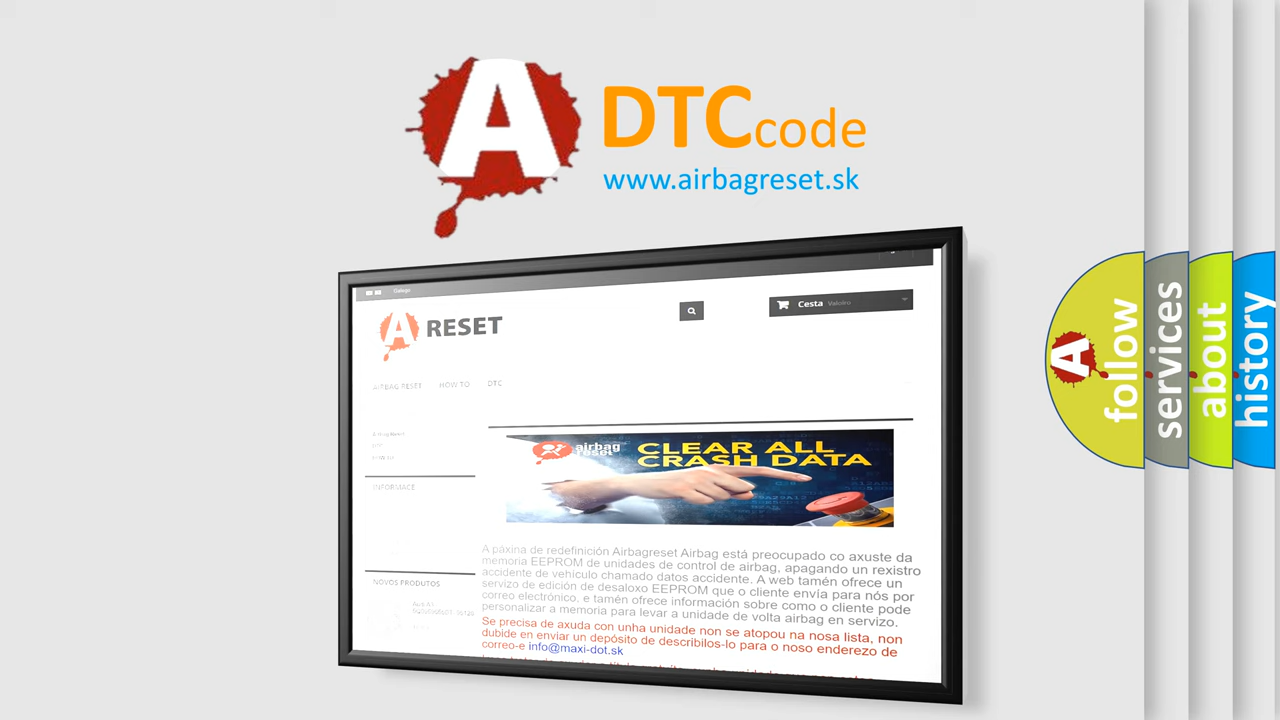 A
DTCcode
www.airbagreset.sk
Galego
A RESET
Cesta Valeiro
AIRBAG RESET HOW TO DTC
INFORMACE
NOVOS PRODUTOS
airbag
reset
CLEAR ALL
CRASH DATA
A páxina de redefinición Airbagreset Airbag está preocupado co axuste da
memoria EEPROM de unidades de control de airbag, apagando un rexistro
accidente de vehículo chamado datos accidente. A web tamén ofrece un
servizo de edición de desaloxo EEPROM que o cliente envía para nós por
correo electrónico, e tamén ofrece información sobre como o cliente pode
personalizar a memoria para levar a unidade de volta airbag en servizo.
Se precisa de axuda con unha unidade non se atopou na nosa lista, non
dubide en enviar un depósito de describilos-lo para o noso enderezo de
correo-e info@maxi-dot.sk
A
follow
services
about
history